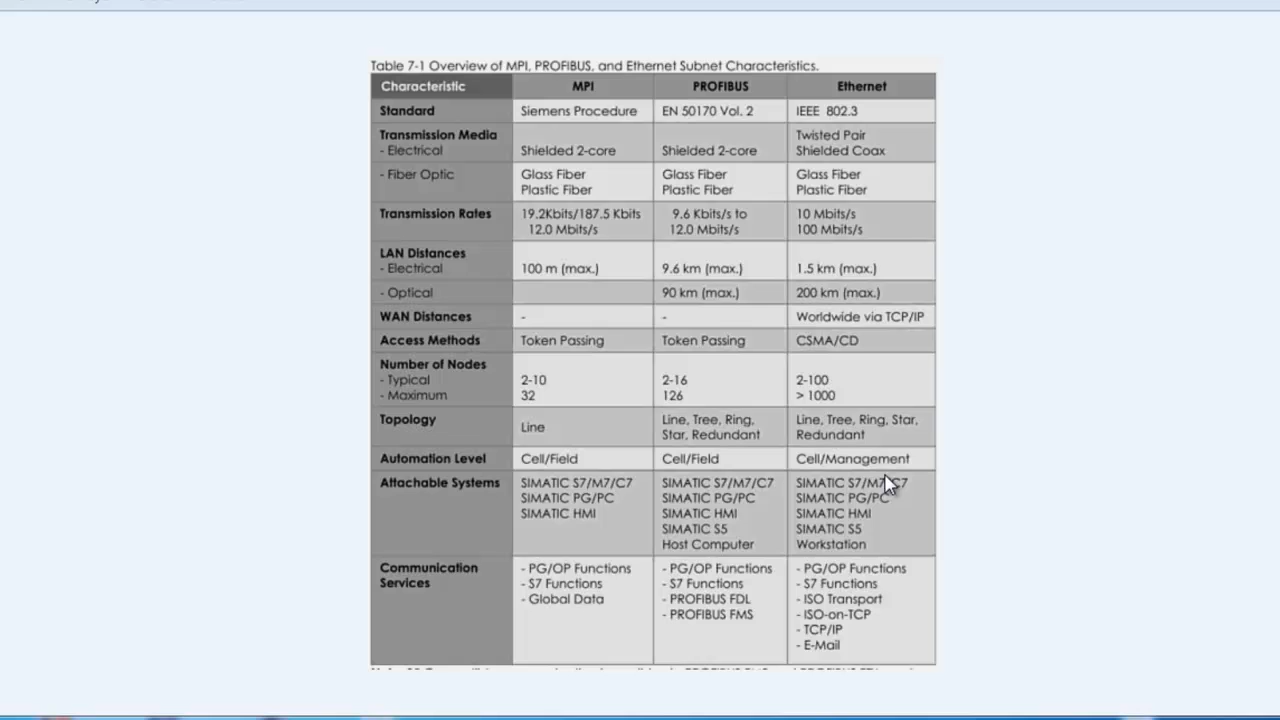 Table 7-1 Overview of MPI, PROFIBUS, and Ethernet Subnet Characteristics.
Characteristic MPI PROFIBUS Ethernet
Standard Siemens Procedure EN 50170 Vol. 2 IEEE 802.3
Transmission Media Twisted Pair
- Electrical Shielded 2-core Shielded 2-core Shielded Coax
- Fiber Optic Glass Fiber Glass Fiber Glass Fiber
Plastic Fiber Plastic Fiber Plastic Fiber
Transmission Rates 19.2Kbits/187.5 Kbits 9.6 Kbits/s to 10 Mbits/s
12.0 Mbits/s 12.0 Mbits/s 100 Mbits/s
LAN Distances
- Electrical 100 m (max.) 9.6 km (max.) 1.5 km (max.)
- Optical 90 km (max.) 200 km (max.)
WAN Distances - - Worldwide via TCP/IP
Access Methods Token Passing Token Passing CSMA/CD
Number of Nodes
- Typical 2-10 2-16 2-100
- Maximum 32 126 > 1000
Topology Line Line, Tree, Ring, Line, Tree, Ring, Star,
Star, Redundant Redundant
Automation Level Cell/Field Cell/Field Cell/Management
Attachable Systems SIMATIC S7/M7/C7 SIMATIC S7/M7/C7 SIMATIC S7/M7/C7
SIMATIC PG/PC SIMATIC PG/PC SIMATIC PG/PC
SIMATIC HMI SIMATIC HMI SIMATIC HMI
SIMATIC S5 SIMATIC S5
Host Computer Workstation
Communication - PG/OP Functions - PG/OP Functions - PG/OP Functions
Services - S7 Functions - S7 Functions - S7 Functions
- Global Data - PROFIBUS FDL - ISO Transport
- PROFIBUS FMS - ISO-on-TCP
- TCP/IP
- E-Mail